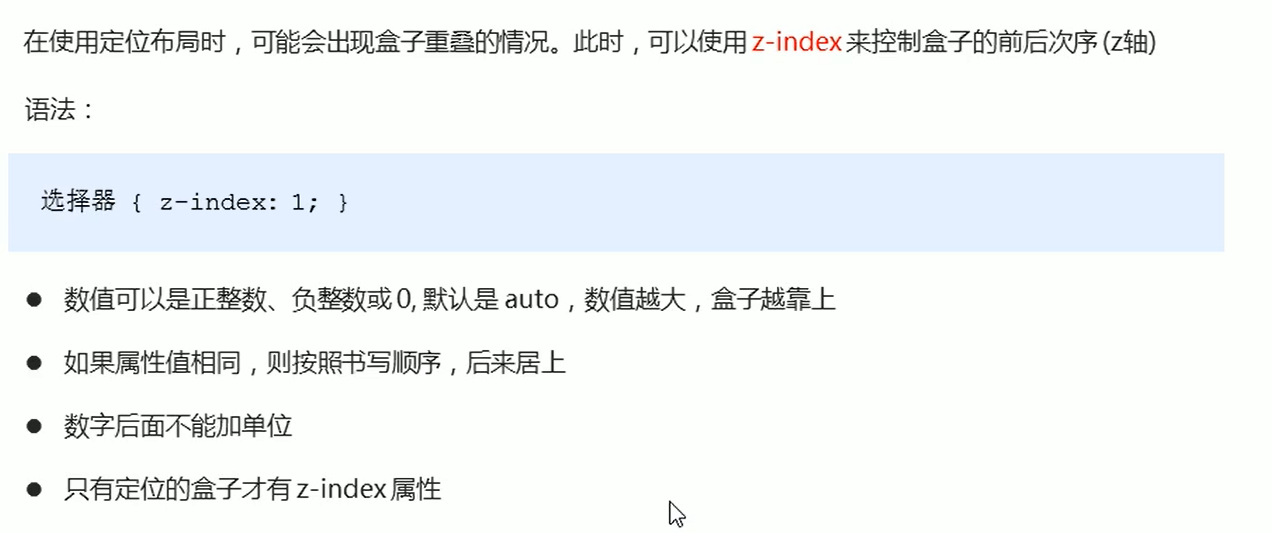 在使用定位布局时，可能会出现盒子重叠的情况。此时，可以使用 z-index 来控制盒子的前后次序 (z轴)
语法：
选择器 { z-index: 1; }
● 数值可以是正整数、负整数或 0, 默认是 auto，数值越大，盒子越靠上
● 如果属性值相同，则按照书写顺序，后来居上
● 数字后面不能加单位
● 只有定位的盒子才有 z-index 属性